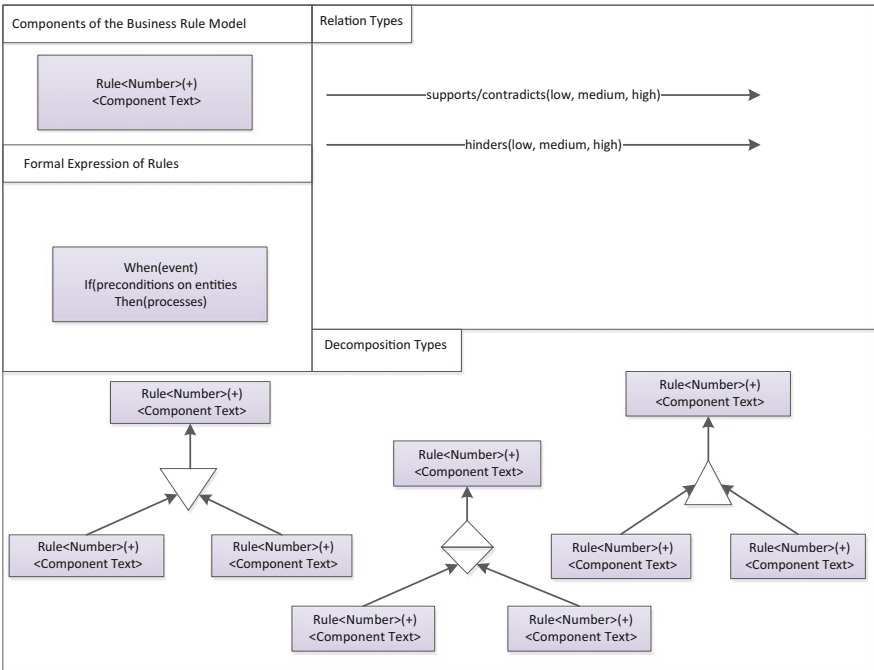 Components of the Business Rule Model
Relation Types
Rule<Number>(+)
<Component Text>
supports/contradicts(low, medium, high)
hinders(low, medium, high)
Formal Expression of Rules
When(event)
If(preconditions on entities
Then(processes)
Decomposition Types
Rule<Number>(+)
<Component Text>
Rule<Number>(+)
<Component Text>
Rule<Number>(+)
<Component Text>
Rule<Number>(+)
<Component Text>
Rule<Number>(+)
<Component Text>
Rule<Number>(+)
<Component Text>
Rule<Number>(+)
<Component Text>
Rule<Number>(+)
<Component Text>
Rule<Number>(+)
<Component Text>